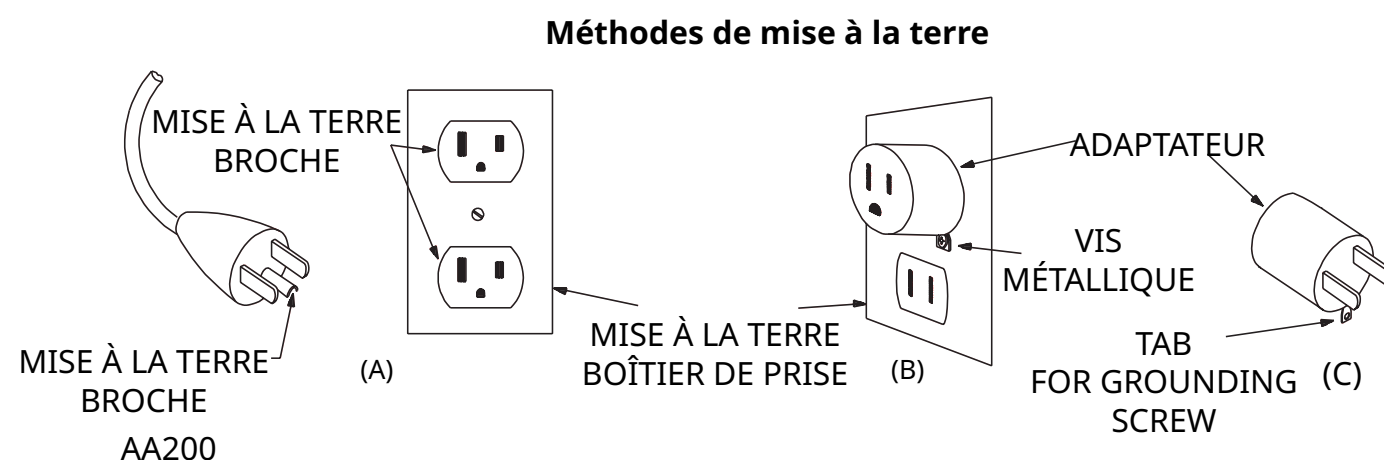 Méthodes de mise à la terre
MISE À LA TERRE
BROCHE
MISE À LA TERRE
BROCHE
AA200
(A)
MISE À LA TERRE
BOÎTIER DE PRISE
(B)
ADAPTATEUR
VIS
MÉTALLIQUE
TAB
FOR GROUNDING
SCREW
(C)